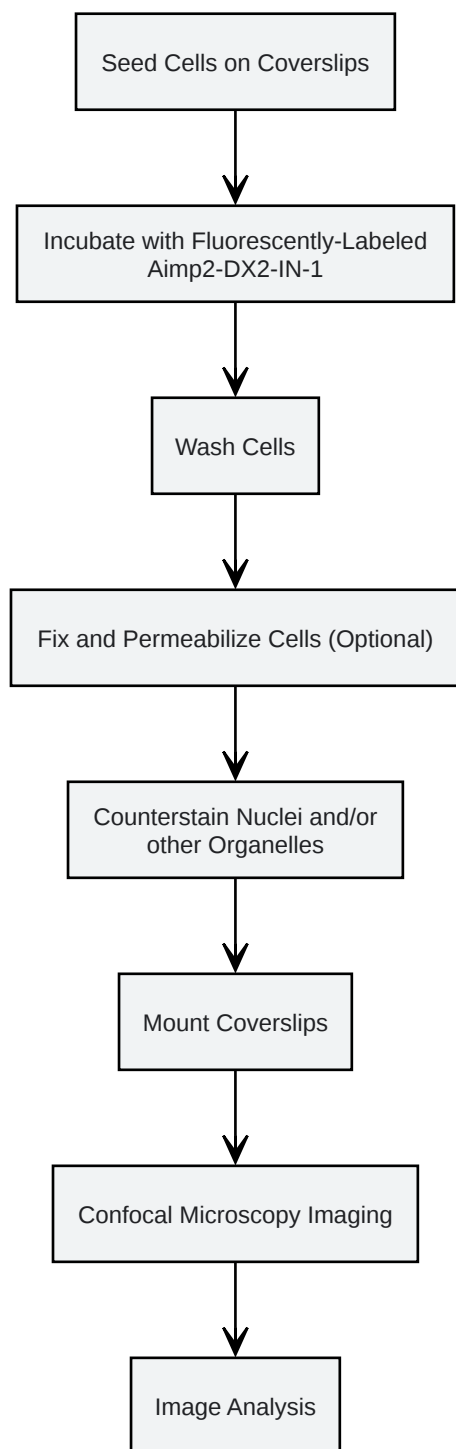 Seed Cells on Coverslips
Incubate with Fluorescently-Labeled
Aimp2-DX2-IN-1
Wash Cells
Fix and Permeabilize Cells (Optional)
Counterstain Nuclei and/or
other Organelles
Mount Coverslips
Confocal Microscopy Imaging
Image Analysis